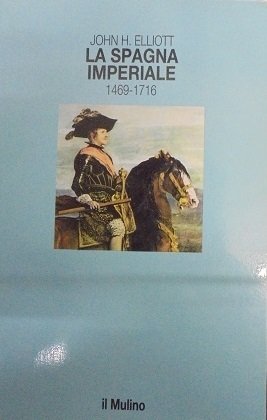 JOHN H. ELLIOTT
LA SPAGNA
IMPERIALE
1469-1716
il Mulino